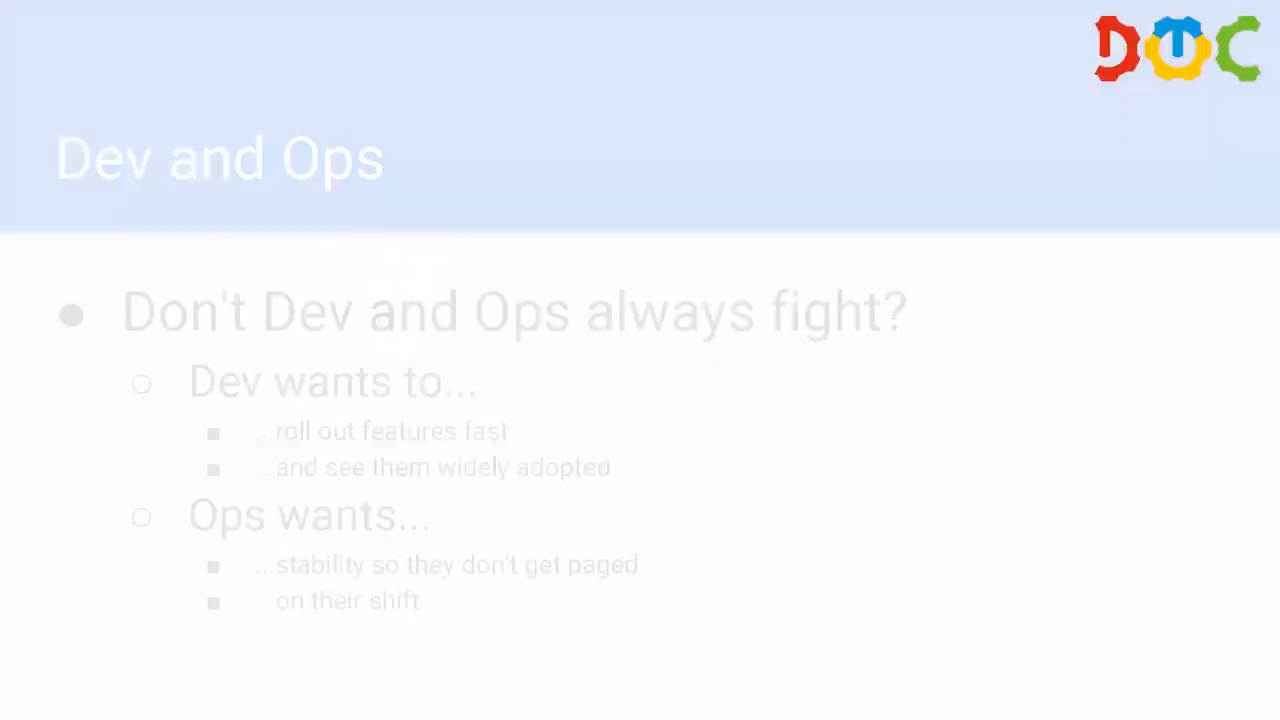 DTC
Dev and Ops
Don't Dev and Ops always fight?
Dev wants to...
...roll out features fast
...and see them widely adopted
Ops wants...
...stability so they don't get paged
on their shift